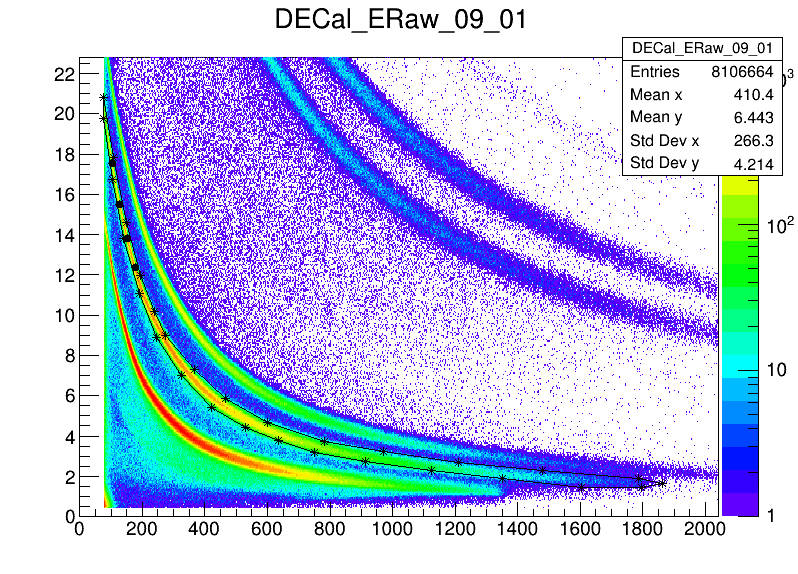 DECal_ERaw_09_01
DECal_ERaw_09_01
Entries 8106664
Mean x 410.4
Mean y 6.443
Std Dev x 266.3
Std Dev y 4.214
22
20
18
16
14
12
10
8
6
4
2
0
0 200 400 600 800 1000 1200 1400 1600 1800 2000
10²
10
1